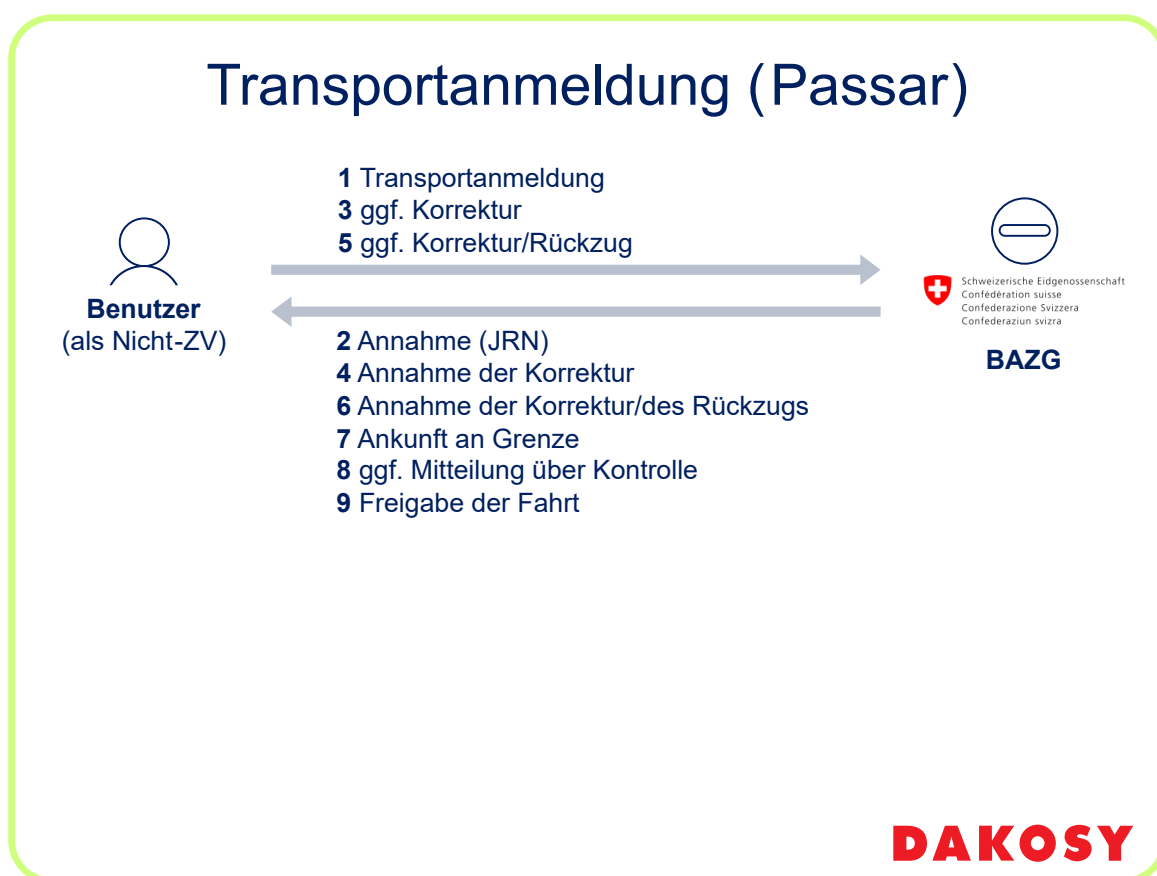 Transportanmeldung (Passar)
1 Transportanmeldung
3 ggf. Korrektur
5 ggf. Korrektur/Rückzug
Benutzer
(als Nicht-ZV)
Schweizerische Eidgenossenschaft
Confédération suisse
Confederazione Svizzera
Confederaziun svizra
BAZG
2 Annahme (JRN)
4 Annahme der Korrektur
6 Annahme der Korrektur/des Rückzugs
7 Ankunft an Grenze
8 ggf. Mitteilung über Kontrolle
9 Freigabe der Fahrt
DAKOSY